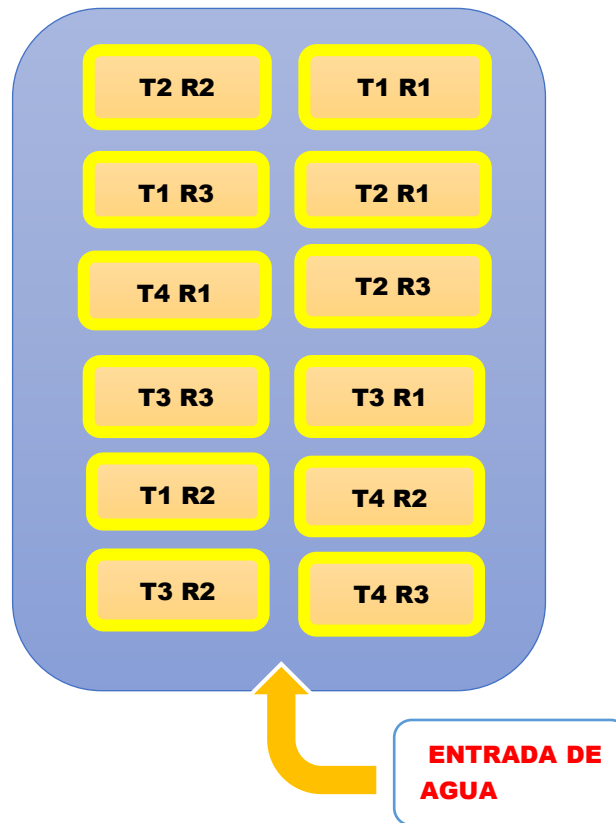 T2 R2
T1 R1
T1 R3
T2 R1
T4 R1
T2 R3
T3 R3
T3 R1
T1 R2
T4 R2
T3 R2
T4 R3
ENTRADA DE
AGUA